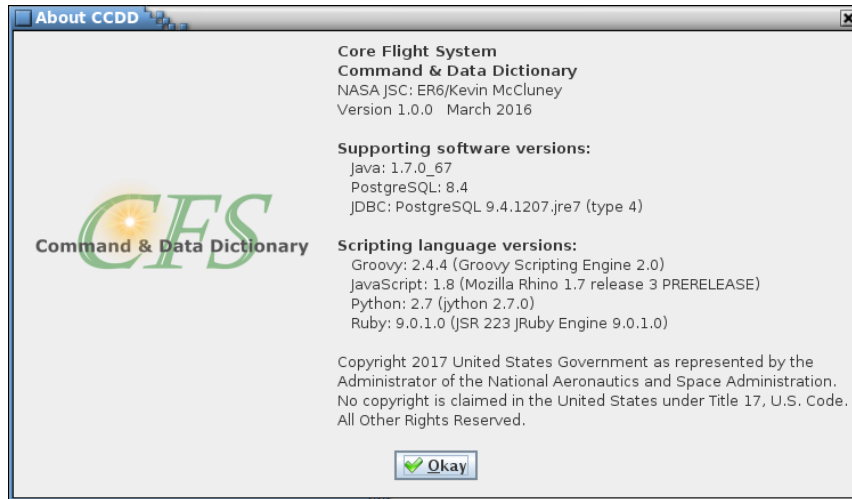 About CCDD
Core Flight System
Command & Data Dictionary
NASA JSC: ER6/Kevin McCluney
Version 1.0.0   March 2016
Supporting software versions:
Java: 1.7.0_67
PostgreSQL: 8.4
JDBC: PostgreSQL 9.4.1207.jre7 (type 4)
CFS
Command & Data Dictionary
Scripting language versions:
Groovy: 2.4.4 (Groovy Scripting Engine 2.0)
JavaScript: 1.8 (Mozilla Rhino 1.7 release 3 PRERELEASE)
Python: 2.7 (jython 2.7.0)
Ruby: 9.0.1.0 (JSR 223 JRuby Engine 9.0.1.0)
Copyright 2017 United States Government as represented by the
Administrator of the National Aeronautics and Space Administration.
No copyright is claimed in the United States under Title 17, U.S. Code.
All Other Rights Reserved.
Okay